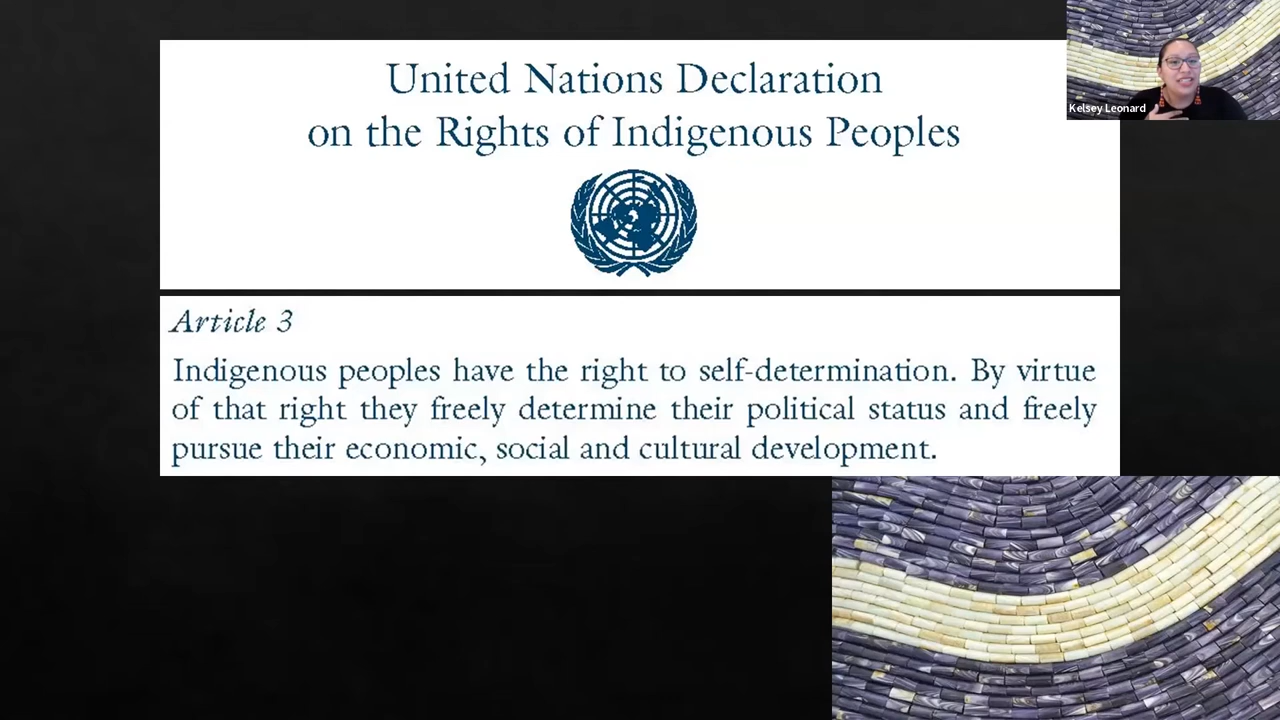 United Nations Declaration
on the Rights of Indigenous Peoples
Kelsey Leonard
Article 3
Indigenous peoples have the right to self-determination. By virtue
of that right they freely determine their political status and freely
pursue their economic, social and cultural development.